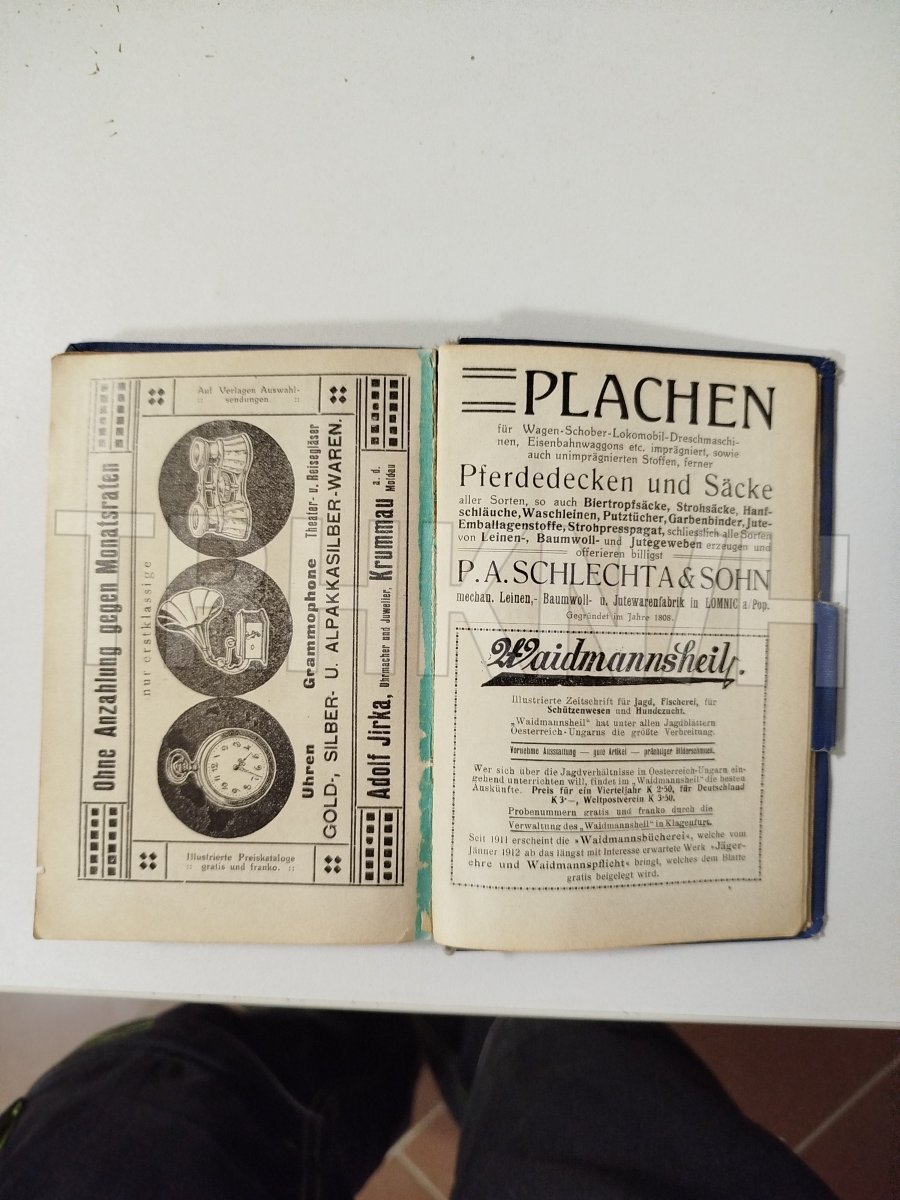 Ohne Anzahlung gegen Monatsraten
nur erstklassige
Auf Verlagen Auswahl-
:: sendungen ::
Illustrierte Preiskataloge
:: gratis und franko. ::
Uhren Grammophone Theater- u. Reisegläser
GOLD-, SILBER- U. ALPAKKASILBER-WAREN.
Adolf Jirka, Uhrmacher und Juwelier, Krummau a. d. Moldau
PLACHEN
für Wagen-Schober-Lokomobil-Dreschmaschi-
nen, Eisenbahnwaggons etc. imprägniert, sowie
auch unimprägnierten Stoffen, ferner
Pferdedecken und Säcke
aller Sorten, so auch Biertropfsäcke, Strohsäcke, Hanf-
schläuche, Waschleinen, Putztücher, Garbenbinder, Jute-
Emballagenstoffe, Strohpresspagat, schliesslich alle Sorten
von Leinen-, Baumwoll- und Jutegeweben erzeugen und
offerieren billigst
P. A. SCHLECHTA & SOHN
mechan. Leinen,- Baumwoll- u. Jutewarenfabrik in LOMNIC a/Pop.
Gegründet im Jahre 1808.
Waidmannsheil.
Illustrierte Zeitschrift für Jagd, Fischerei, für
Schützenwesen und Hundezucht.
„Waidmannsheil“ hat unter allen Jagdblättern
Oesterreich-Ungarns die größte Verbreitung.
Vornehme Ausstattung — gute Artikel — prächtiger Bilderschmuck.
Wer sich über die Jagdverhältnisse in Oesterreich-Ungarn ein-
gehend unterrichten will, findet im „Waidmannsheil“ die besten
Auskünfte. Preis für ein Vierteljahr K 2·50, für Deutschland
K 3·—, Weltpostverein K 3·50.
Probenummern gratis und franko durch die
Verwaltung des „Waidmannsheil“ in Klagenfurt.
Seit 1911 erscheint die »Waidmannsbücherei«, welche vom
Jänner 1912 ab das längst mit Interesse erwartete Werk »Jäger-
ehre und Waidmannspflicht« bringt, welches dem Blatte
gratis beigelegt wird.